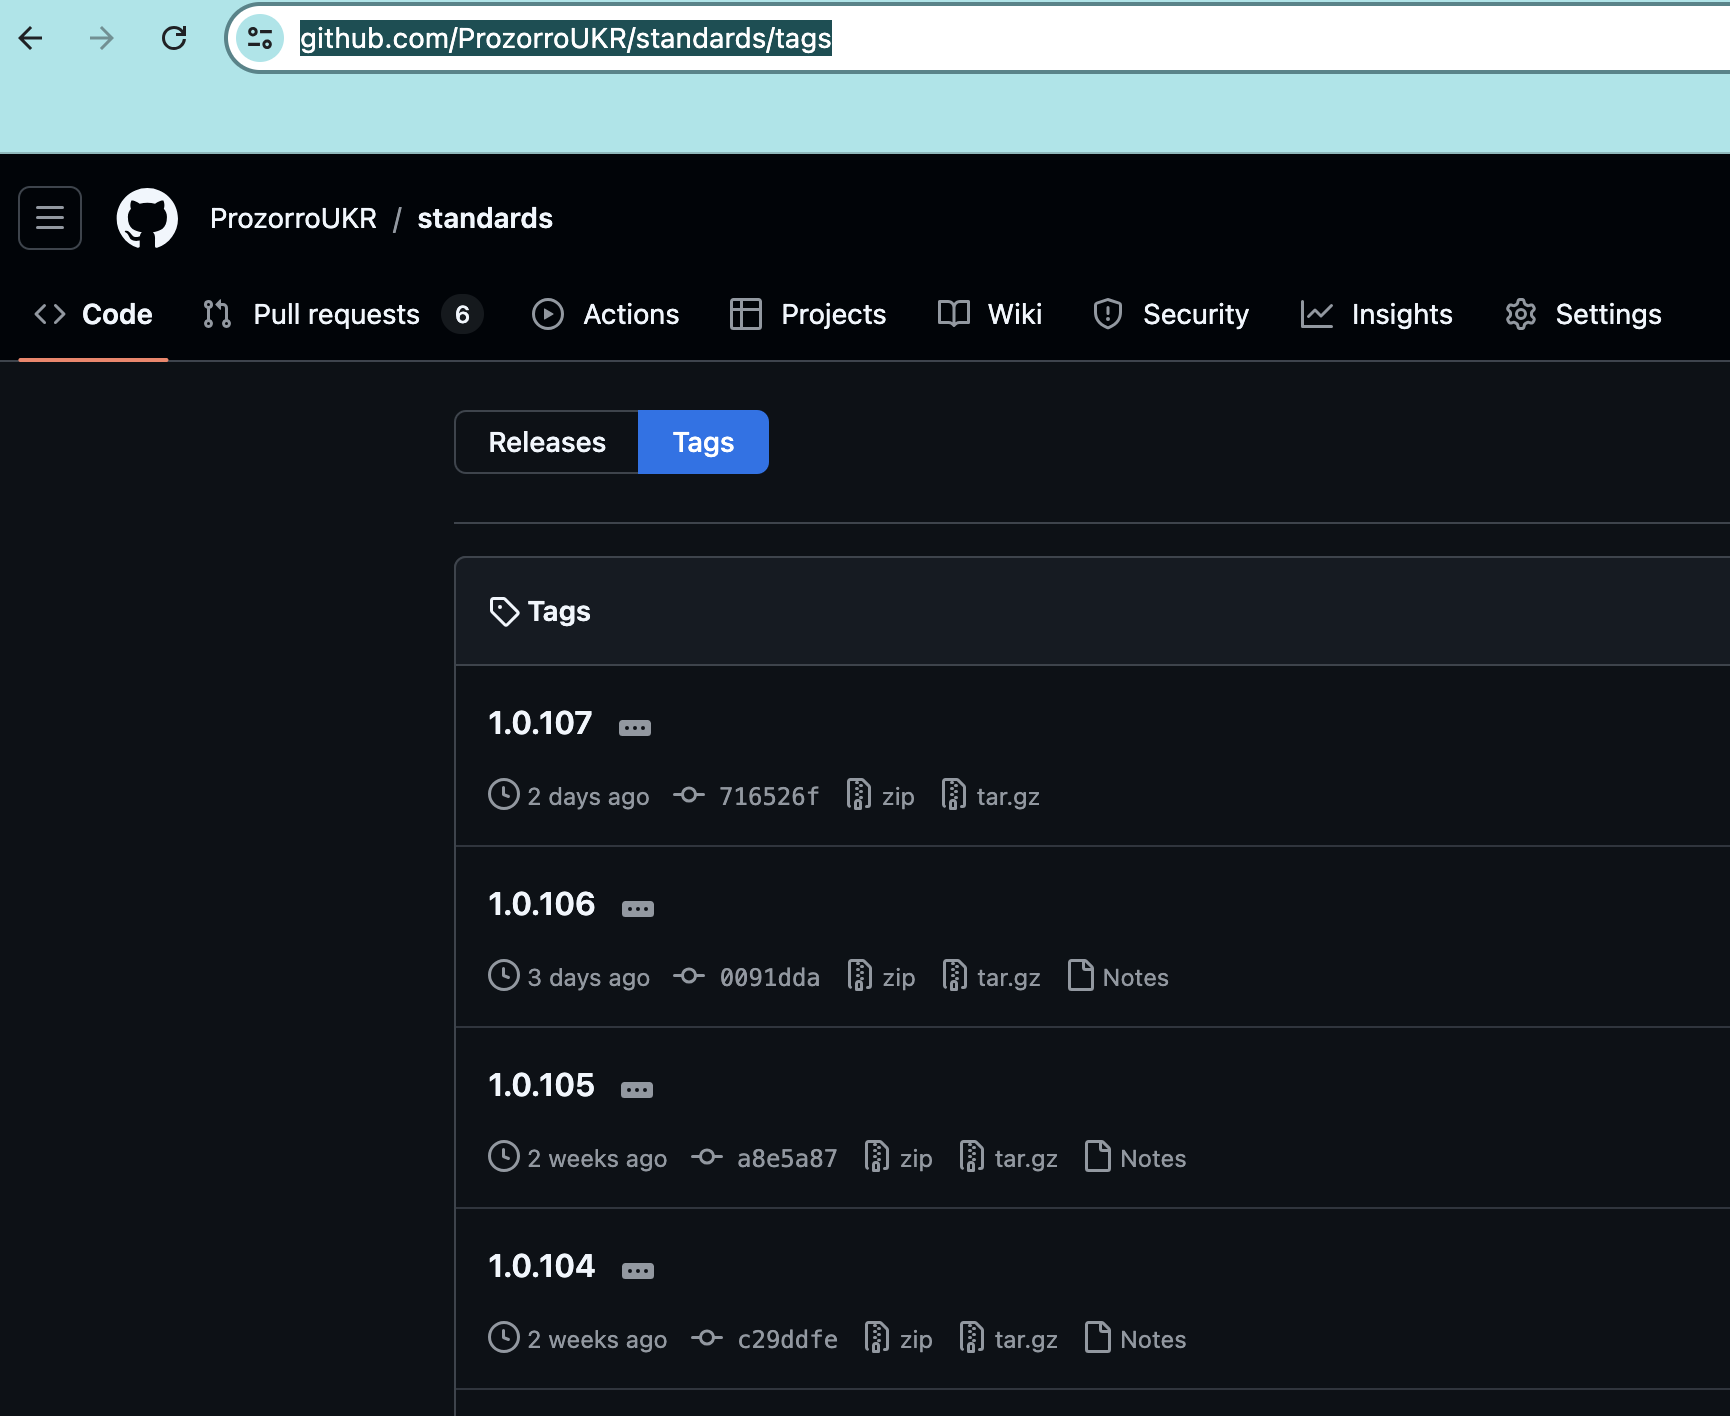 github.com/ProzorroUKR/standards/tags
ProzorroUKR / standards
Code Pull requests 6 Actions Projects Wiki Security Insights Settings
Releases Tags
Tags
1.0.107
2 days ago 716526f zip tar.gz
1.0.106
3 days ago 0091dda zip tar.gz Notes
1.0.105
2 weeks ago a8e5a87 zip tar.gz Notes
1.0.104
2 weeks ago c29ddfe zip tar.gz Notes